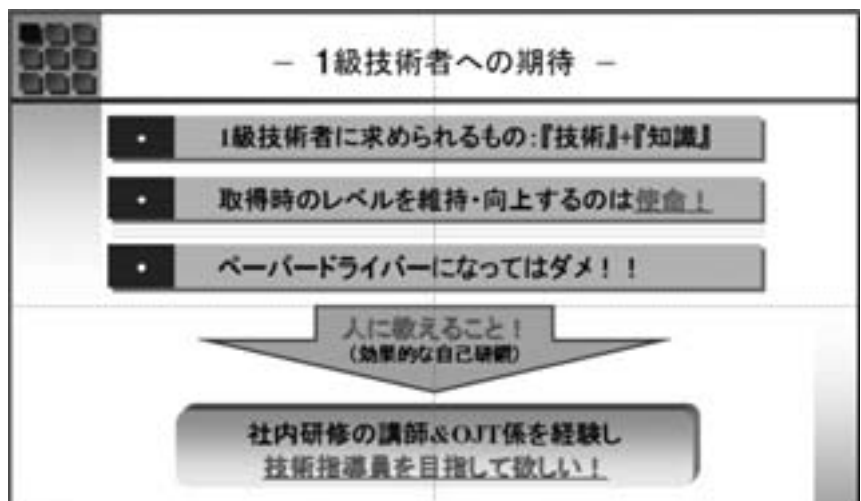 − 1級技術者への期待 −
・ 1級技術者に求められるもの:『技術』+『知識』
・ 取得時のレベルを維持・向上するのは使命!
・ ペーパードライバーになってはダメ!!
人に教えること!
(効果的な自己研鑽)
社内研修の講師&OJT係を経験し
技術指導員を目指して欲しい!